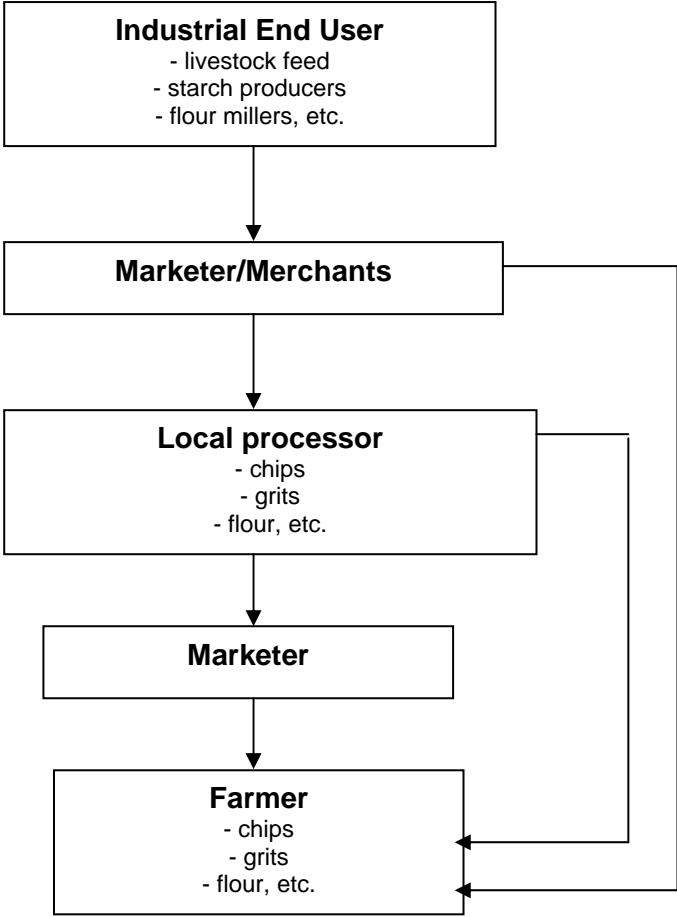 Industrial End User
- livestock feed
- starch producers
- flour millers, etc.
Marketer/Merchants
Local processor
- chips
- grits
- flour, etc.
Marketer
Farmer
- chips
- grits
- flour, etc.